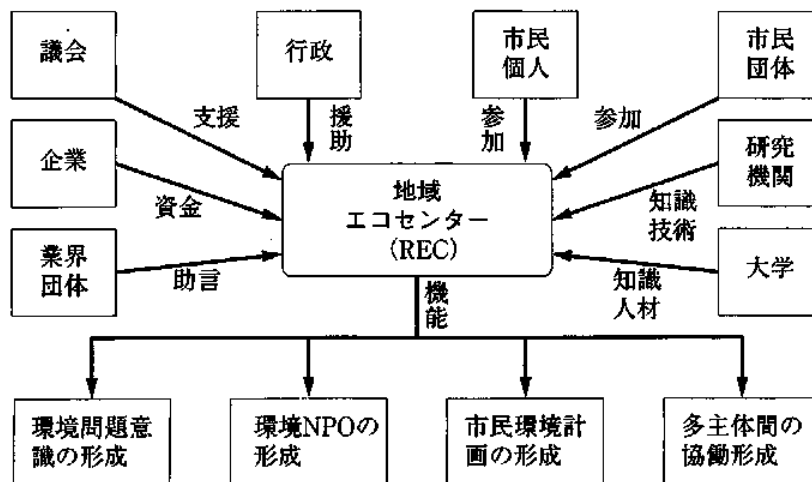 議会
行政
市民
個人
市民
団体
支援
援助
参加
参加
企業
研究
機関
地域
エコセンター
(REC)
資金
知識
技術
業界
団体
助言
知識
人材
大学
機能
環境問題意
識の形成
環境NPOの
形成
市民環境計
画の形成
多主体間の
協働形成